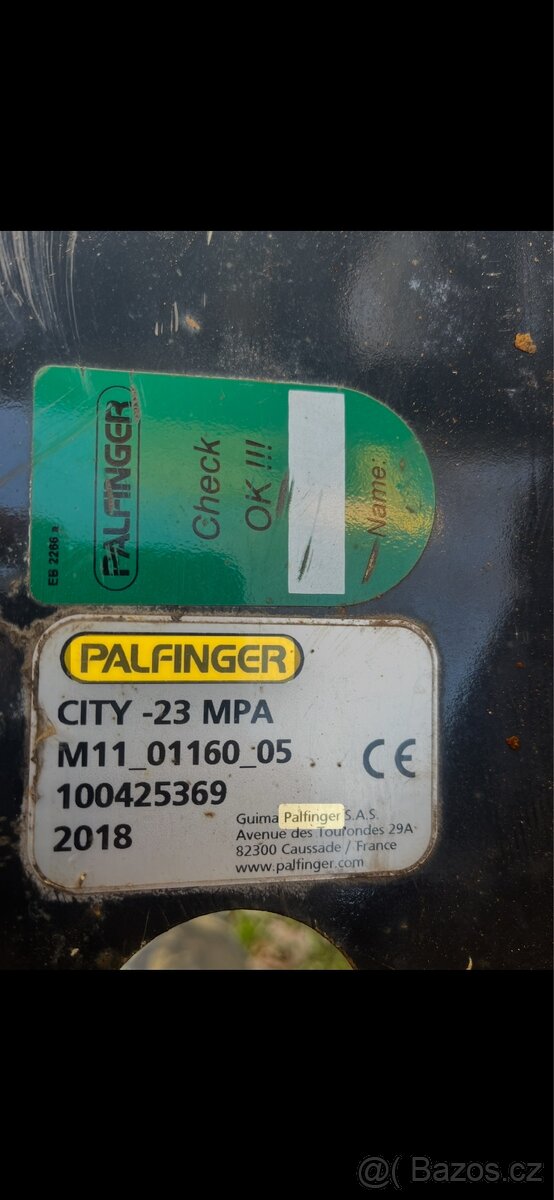 EB 2266 a
PALFINGER
Check
OK !!!
Name:
PALFINGER
CITY -23 MPA
M11_01160_05
100425369
2018
CE
Guima Palfinger S.A.S.
Avenue des Tourondes 29A
82300 Caussade / France
www.palfinger.com
@( Bazos.cz